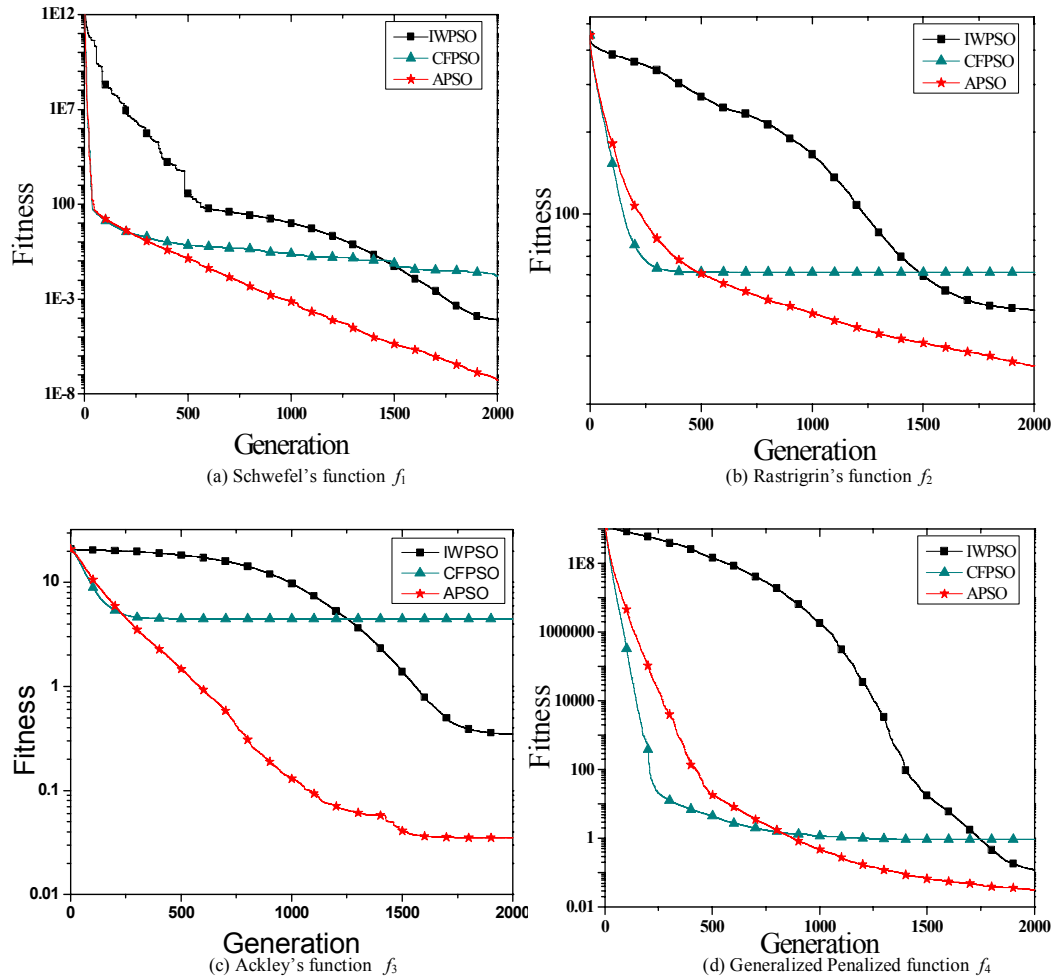 1E12
1E7
100
1E-3
1E-8
Fitness
IWPSO
CFPSO
APSO
0 500 1000 1500 2000
Generation
(a) Schwefel's function f1
100
Fitness
IWPSO
CFPSO
APSO
0 500 1000 1500 2000
Generation
(b) Rastrigrin's function f2
10
1
0.1
0.01
Fitness
IWPSO
CFPSO
APSO
0 500 1000 1500 2000
Generation
(c) Ackley's function f3
1E8
1000000
10000
100
1
0.01
Fitness
IWPSO
CFPSO
APSO
0 500 1000 1500 2000
Generation
(d) Generalized Penalized function f4